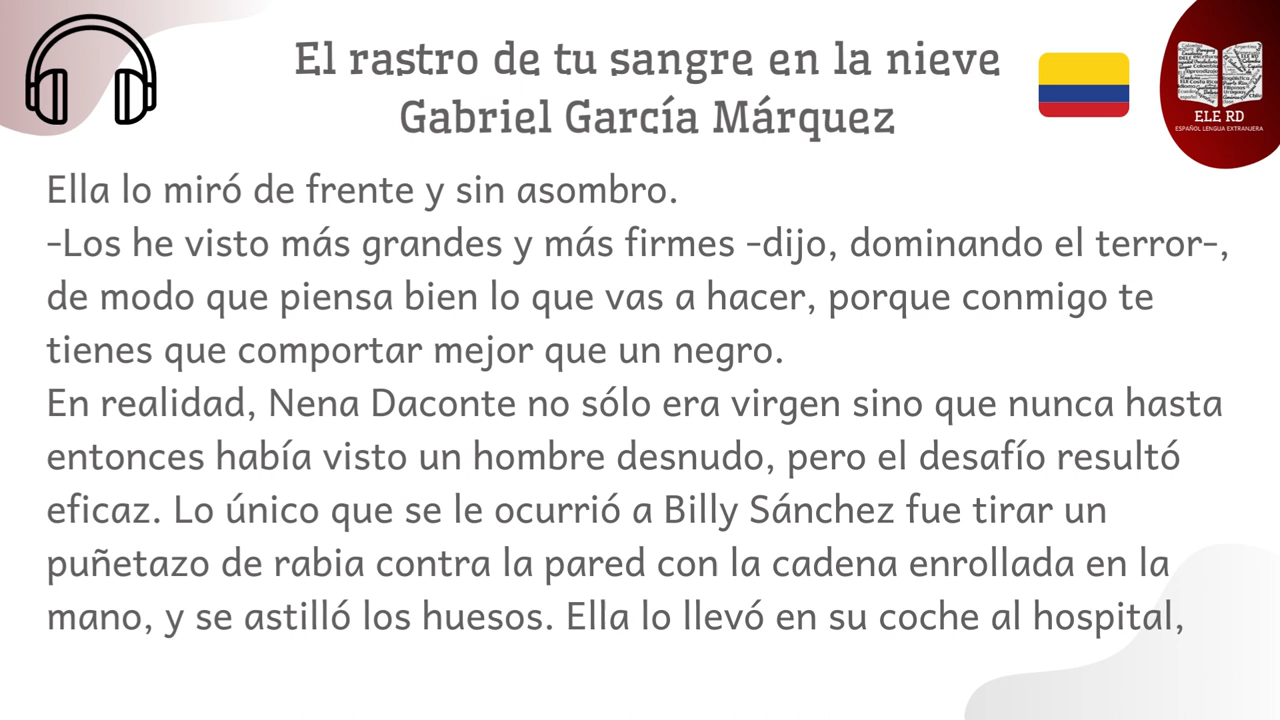 El rastro de tu sangre en la nieve
Gabriel García Márquez
ELE RD
ESPAÑOL LENGUA EXTRANJERA
Ella lo miró de frente y sin asombro.
-Los he visto más grandes y más firmes -dijo, dominando el terror-,
de modo que piensa bien lo que vas a hacer, porque conmigo te
tienes que comportar mejor que un negro.
En realidad, Nena Daconte no sólo era virgen sino que nunca hasta
entonces había visto un hombre desnudo, pero el desafío resultó
eficaz. Lo único que se le ocurrió a Billy Sánchez fue tirar un
puñetazo de rabia contra la pared con la cadena enrollada en la
mano, y se astilló los huesos. Ella lo llevó en su coche al hospital,